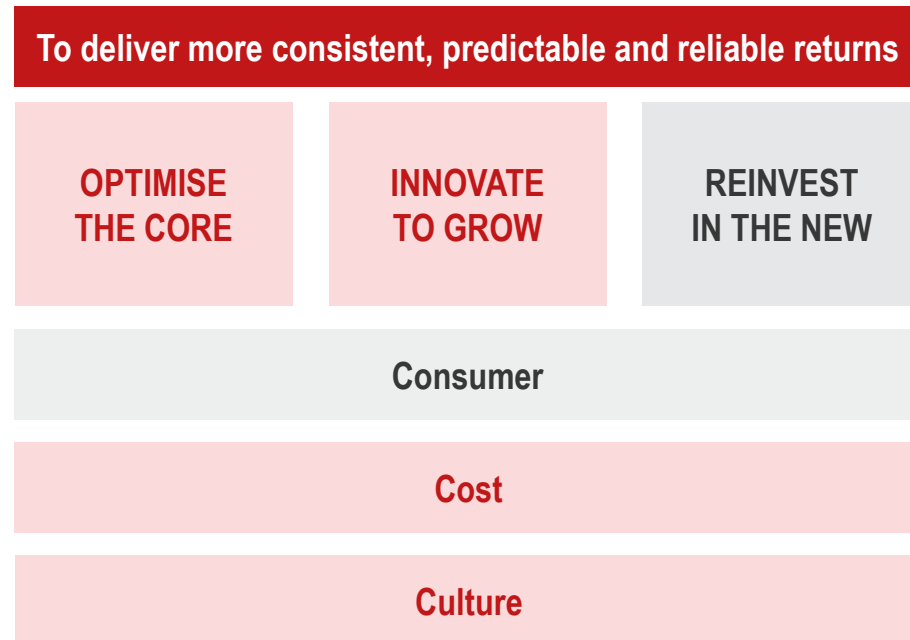 To deliver more consistent, predictable and reliable returns
OPTIMISE
THE CORE
INNOVATE
TO GROW
REINVEST
IN THE NEW
Consumer
Cost
Culture